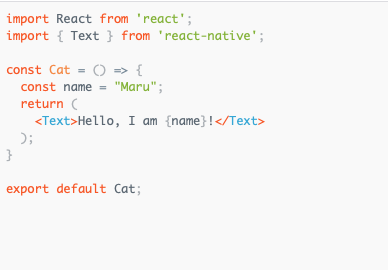 import React from 'react';
import { Text } from 'react-native';

const Cat = () => {
  const name = "Maru";
  return (
    <Text>Hello, I am {name}!</Text>
  );
}

export default Cat;